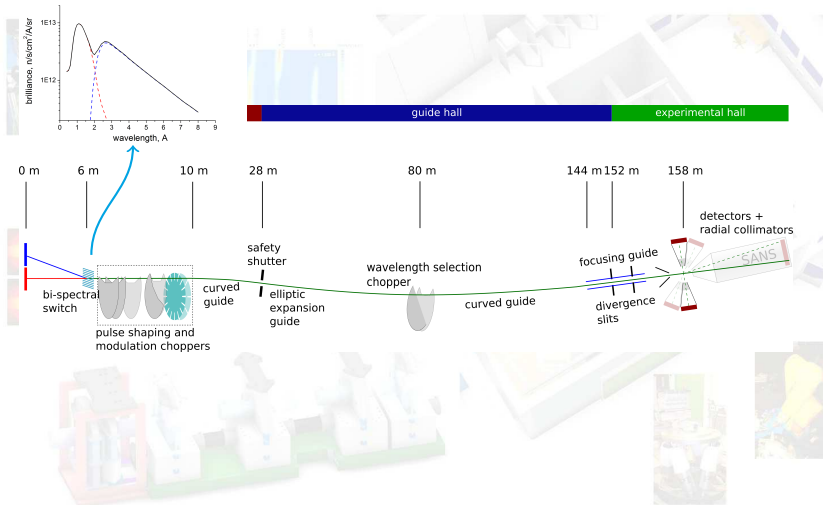 1E13
1E12
brilliance, n/s/cm²/A/sr
0 1 2 3 4 5 6 7 8 9
wavelength, A
guide hall
experimental hall
0 m
6 m
10 m
28 m
80 m
144 m
152 m
158 m
detectors +
radial collimators
safety
shutter
focusing guide
SANS
wavelength selection
chopper
bi-spectral
switch
curved
guide
elliptic
expansion
guide
curved guide
divergence
slits
pulse shaping and
modulation choppers